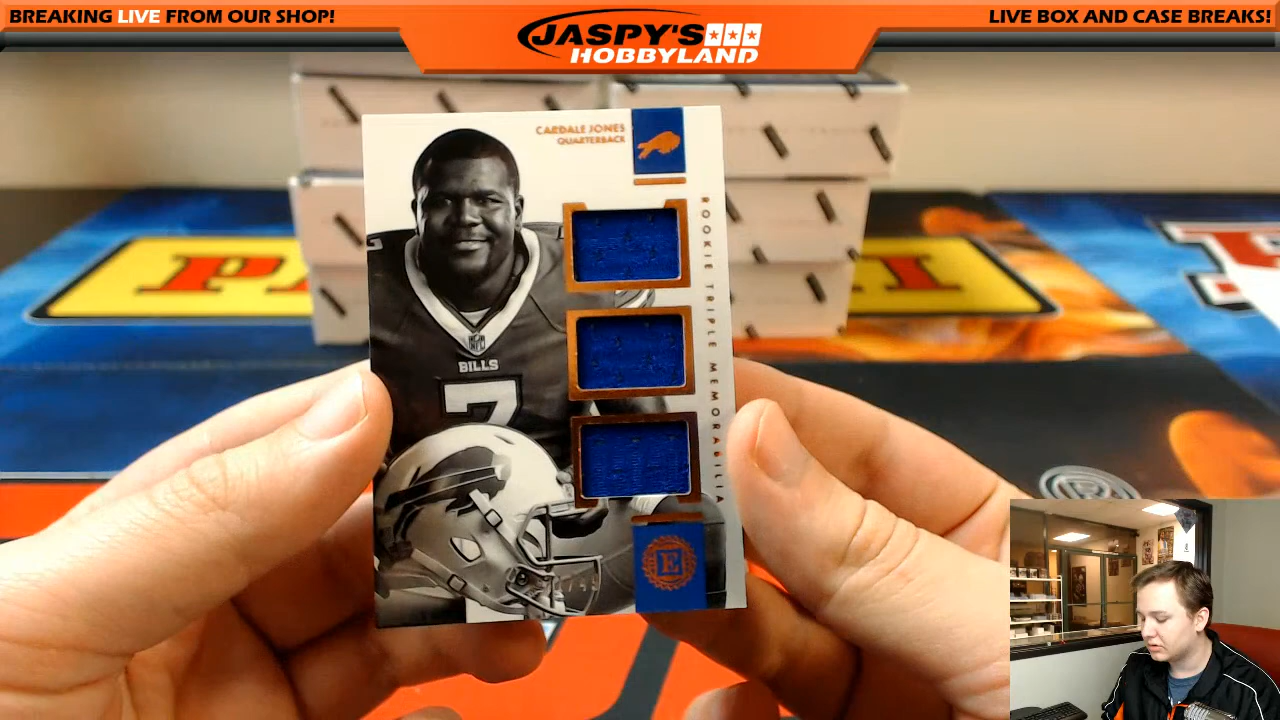 BREAKING LIVE FROM OUR SHOP!
JASPY'S
HOBBYLAND
LIVE BOX AND CASE BREAKS!
CARDALE JONES
QUARTERBACK
ROOKIE TRIPLE MEMORABILIA
NFL
BILLS
7
E
R